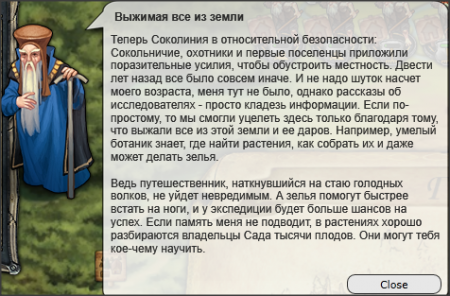 Выжимая все из земли
Теперь Соколиния в относительной безопасности:
Сокольничие, охотники и первые поселенцы приложили
поразительные усилия, чтобы обустроить местность. Двести
лет назад все было совсем иначе. И не надо шуток насчет
моего возраста, меня тут не было, однако рассказы об
исследователях - просто кладезь информации. Если по-
простому, то мы смогли уцелеть здесь только благодаря тому,
что выжали все из этой земли и ее даров. Например, умелый
ботаник знает, где найти растения, как собрать их и даже
может делать зелья.
Ведь путешественник, наткнувшийся на стаю голодных
волков, не уйдет невредимым. А зелья помогут быстрее
встать на ноги, и у экспедиции будет больше шансов на
успех. Если память меня не подводит, в растениях хорошо
разбираются владельцы Сада тысячи плодов. Они могут тебя
кое-чему научить.
Close